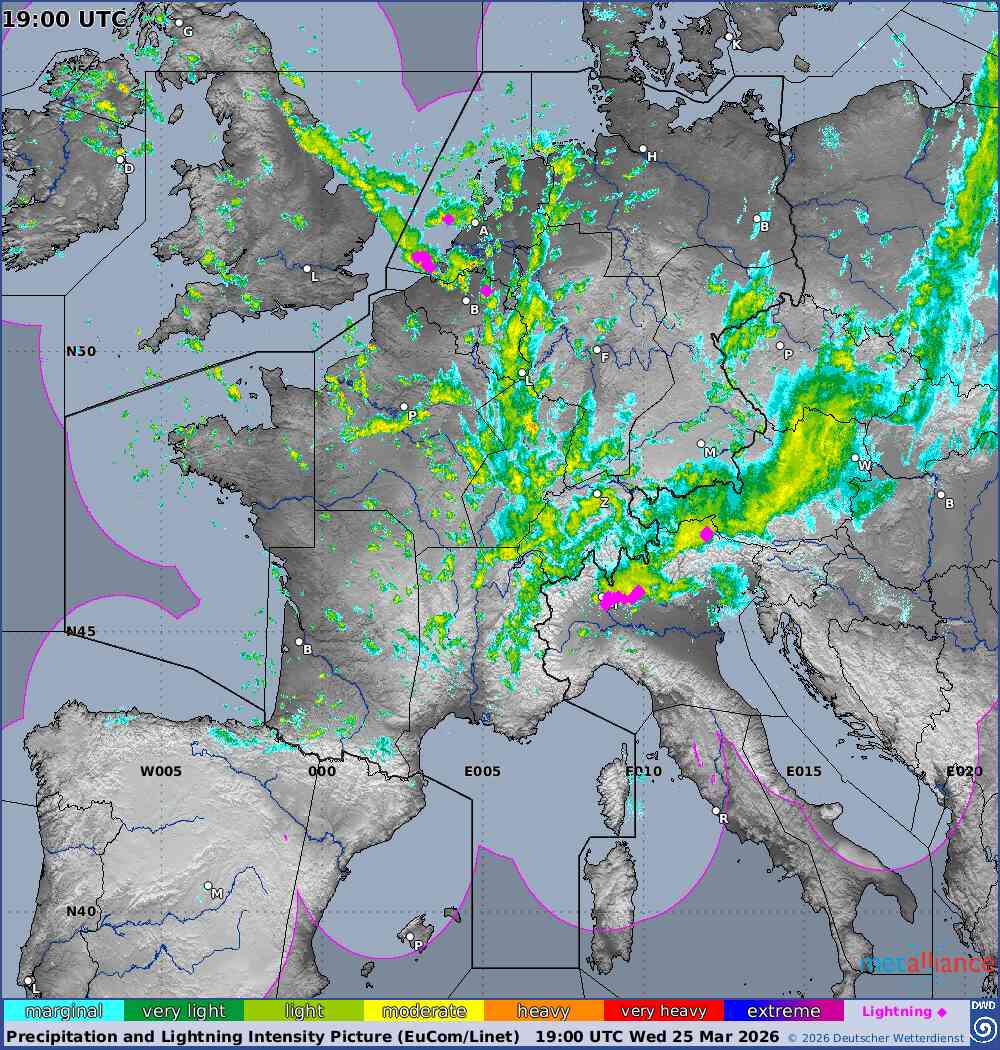 19:00 UTC
G
K
D
H
A
B
L
B
N50
F
P
L
P
M
W
Z
B
N45
B
W005
000
E005
E010
E015
E020
R
M
N40
P
L
metalliance
marginal very light light moderate heavy very heavy extreme Lightning
DWD
Precipitation and Lightning Intensity Picture (EuCom/Linet) 19:00 UTC Wed 25 Mar 2026 © 2026 Deutscher Wetterdienst